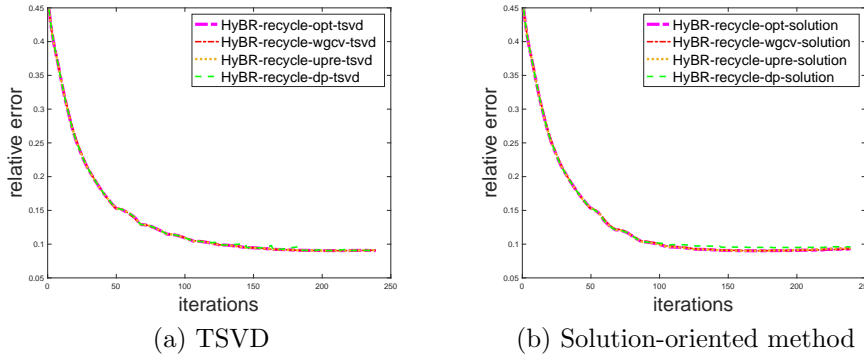 0.45
0.4
0.35
0.3
0.25
0.2
0.15
0.1
0.05
relative error
HyBR-recycle-opt-tsvd
HyBR-recycle-wgcv-tsvd
HyBR-recycle-upre-tsvd
HyBR-recycle-dp-tsvd
0 50 100 150 200 250
iterations
(a) TSVD
0.45
0.4
0.35
0.3
0.25
0.2
0.15
0.1
0.05
relative error
HyBR-recycle-opt-solution
HyBR-recycle-wgcv-solution
HyBR-recycle-upre-solution
HyBR-recycle-dp-solution
0 50 100 150 200 250
iterations
(b) Solution-oriented method